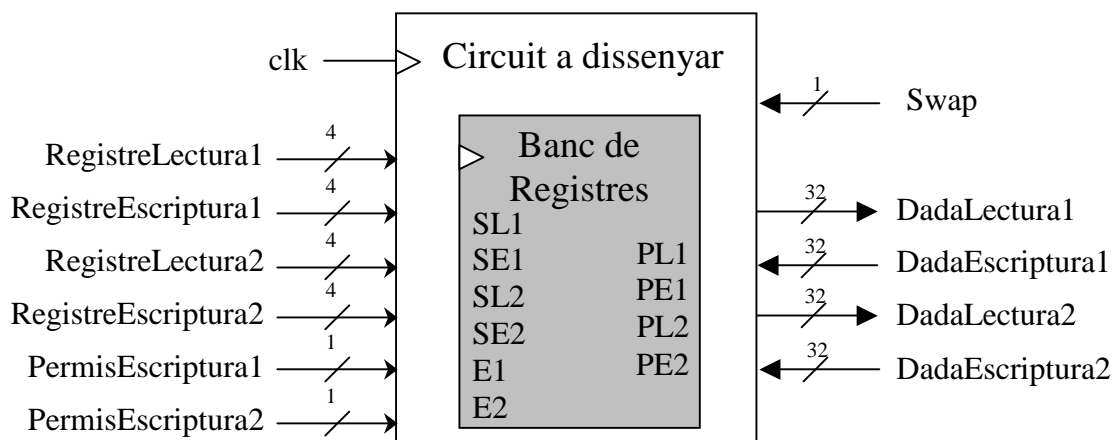 clk
Circuit a dissenyar
1
Swap
4
RegistreLectura1
Banc de
Registres
4
RegistreEscriptura1
32
DadaLectura1
SL1
4
RegistreLectura2
PL1
32
DadaEscriptura1
SE1
PE1
4
RegistreEscriptura2
SL2
32
DadaLectura2
PL2
SE2
1
PermisEscriptura1
PE2
32
DadaEscriptura2
E1
1
PermisEscriptura2
E2